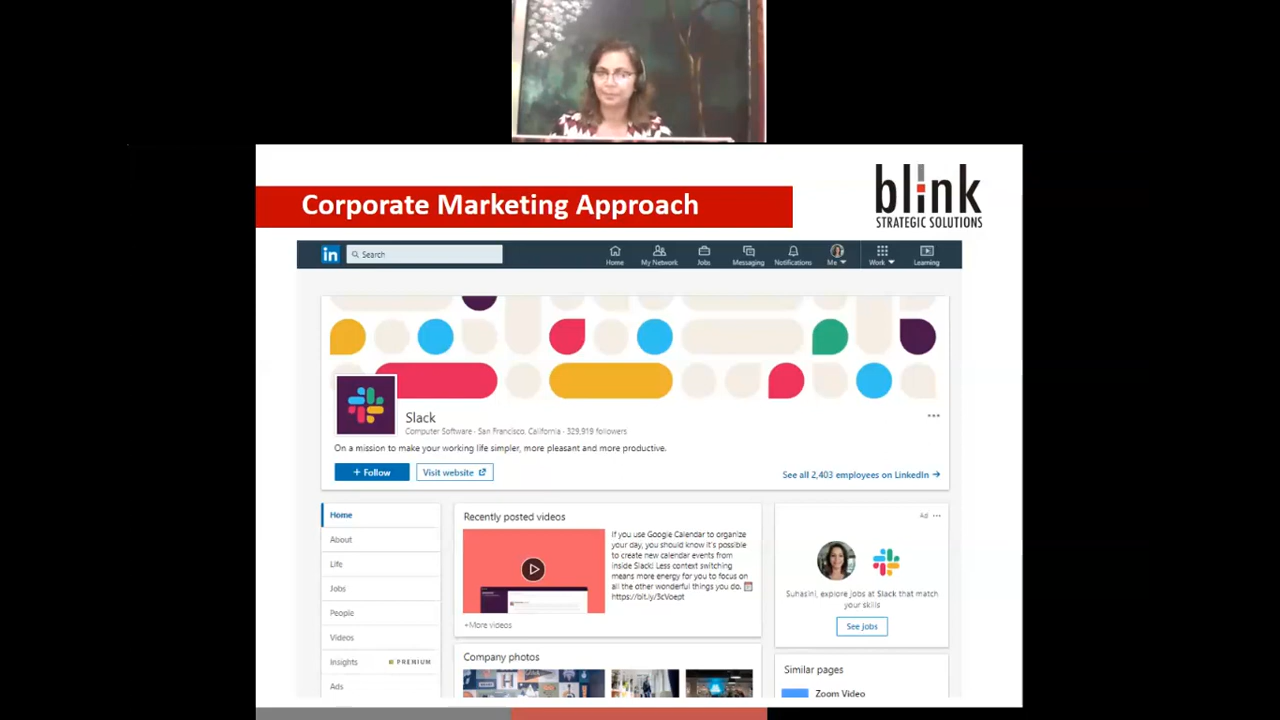 Corporate Marketing Approach
blink
STRATEGIC SOLUTIONS
in
Search
Home
My Network
Jobs
Messaging
Notifications
Me
Work
Learning
Slack
Computer Software · San Francisco, California · 329,919 followers
On a mission to make your working life simpler, more pleasant and more productive.
+ Follow
Visit website
See all 2,403 employees on LinkedIn →
Home
About
Life
Jobs
People
Videos
Insights
PREMIUM
Ads
Recently posted videos
If you use Google Calendar to organize
your day, you should know it's possible
to create new calendar events from
inside Slack! Less context switching
means more energy for you to focus on
all the other wonderful things you do.
https://bit.ly/3cVoept
+More videos
Company photos
Ad ···
Suhasini, explore jobs at Slack that match
your skills
See jobs
Similar pages
Zoom Video